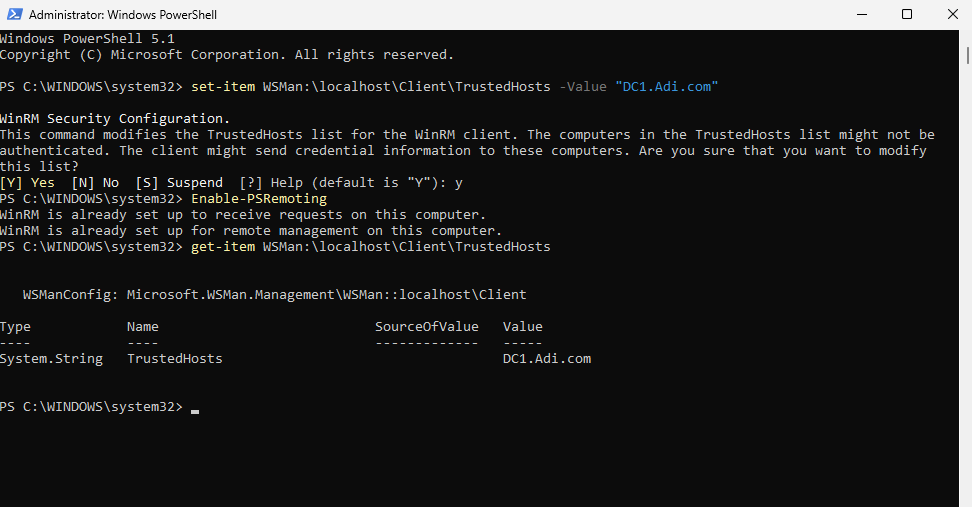 Administrator: Windows PowerShell
Windows PowerShell 5.1
Copyright (C) Microsoft Corporation. All rights reserved.
PS C:\WINDOWS\system32> set-item WSMan:\localhost\Client\TrustedHosts -Value "DC1.Adi.com"
WinRM Security Configuration.
This command modifies the TrustedHosts list for the WinRM client. The computers in the TrustedHosts list might not be
authenticated. The client might send credential information to these computers. Are you sure that you want to modify
this list?
[Y] Yes  [N] No  [S] Suspend  [?] Help (default is "Y"): y
PS C:\WINDOWS\system32> Enable-PSRemoting
WinRM is already set up to receive requests on this computer.
WinRM is already set up for remote management on this computer.
PS C:\WINDOWS\system32> get-item WSMan:\localhost\Client\TrustedHosts
WSManConfig: Microsoft.WSMan.Management\WSMan::localhost\Client
Type            Name                           SourceOfValue   Value
----            ----                           -------------   -----
System.String   TrustedHosts                                   DC1.Adi.com
PS C:\WINDOWS\system32>